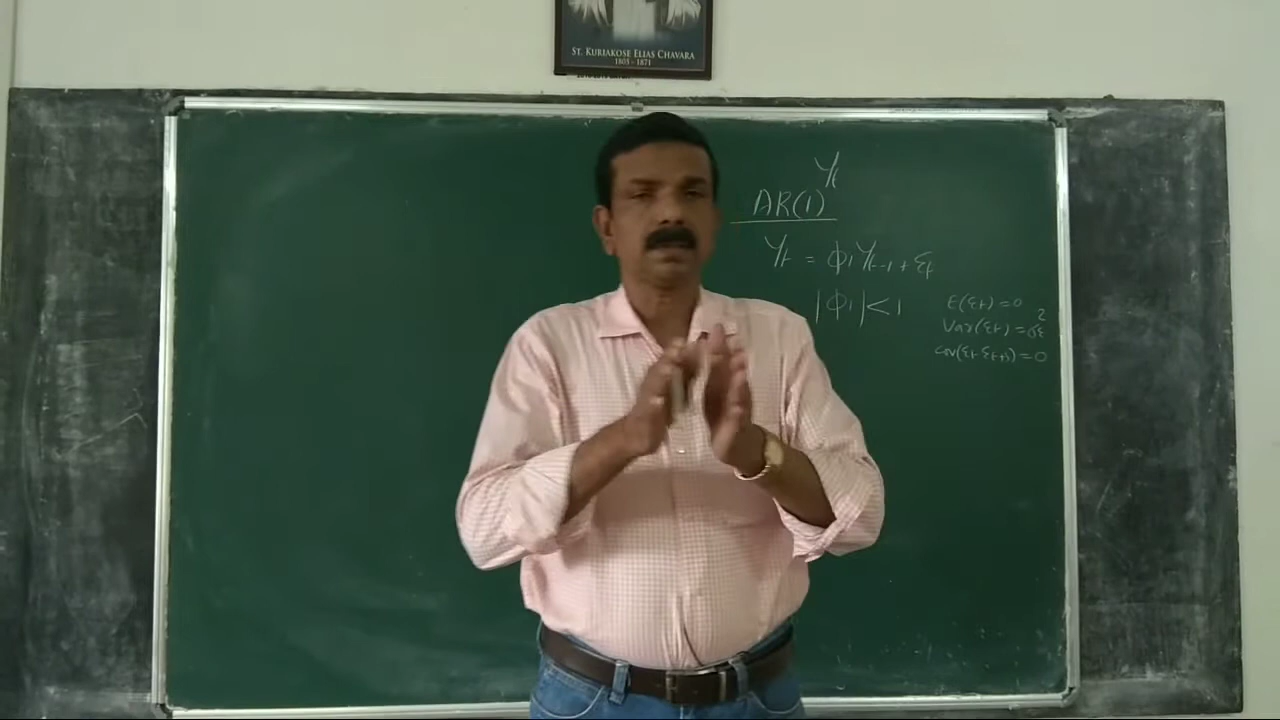 ST. KURIAKOSE ELIAS CHAVARA
1805 - 1871
Yt
AR(1)
Yt = ϕ1 Yt-1 + εt
|ϕ1| < 1
E(εt) = 0
Var(εt) = σε²
cov(εt εt+s) = 0